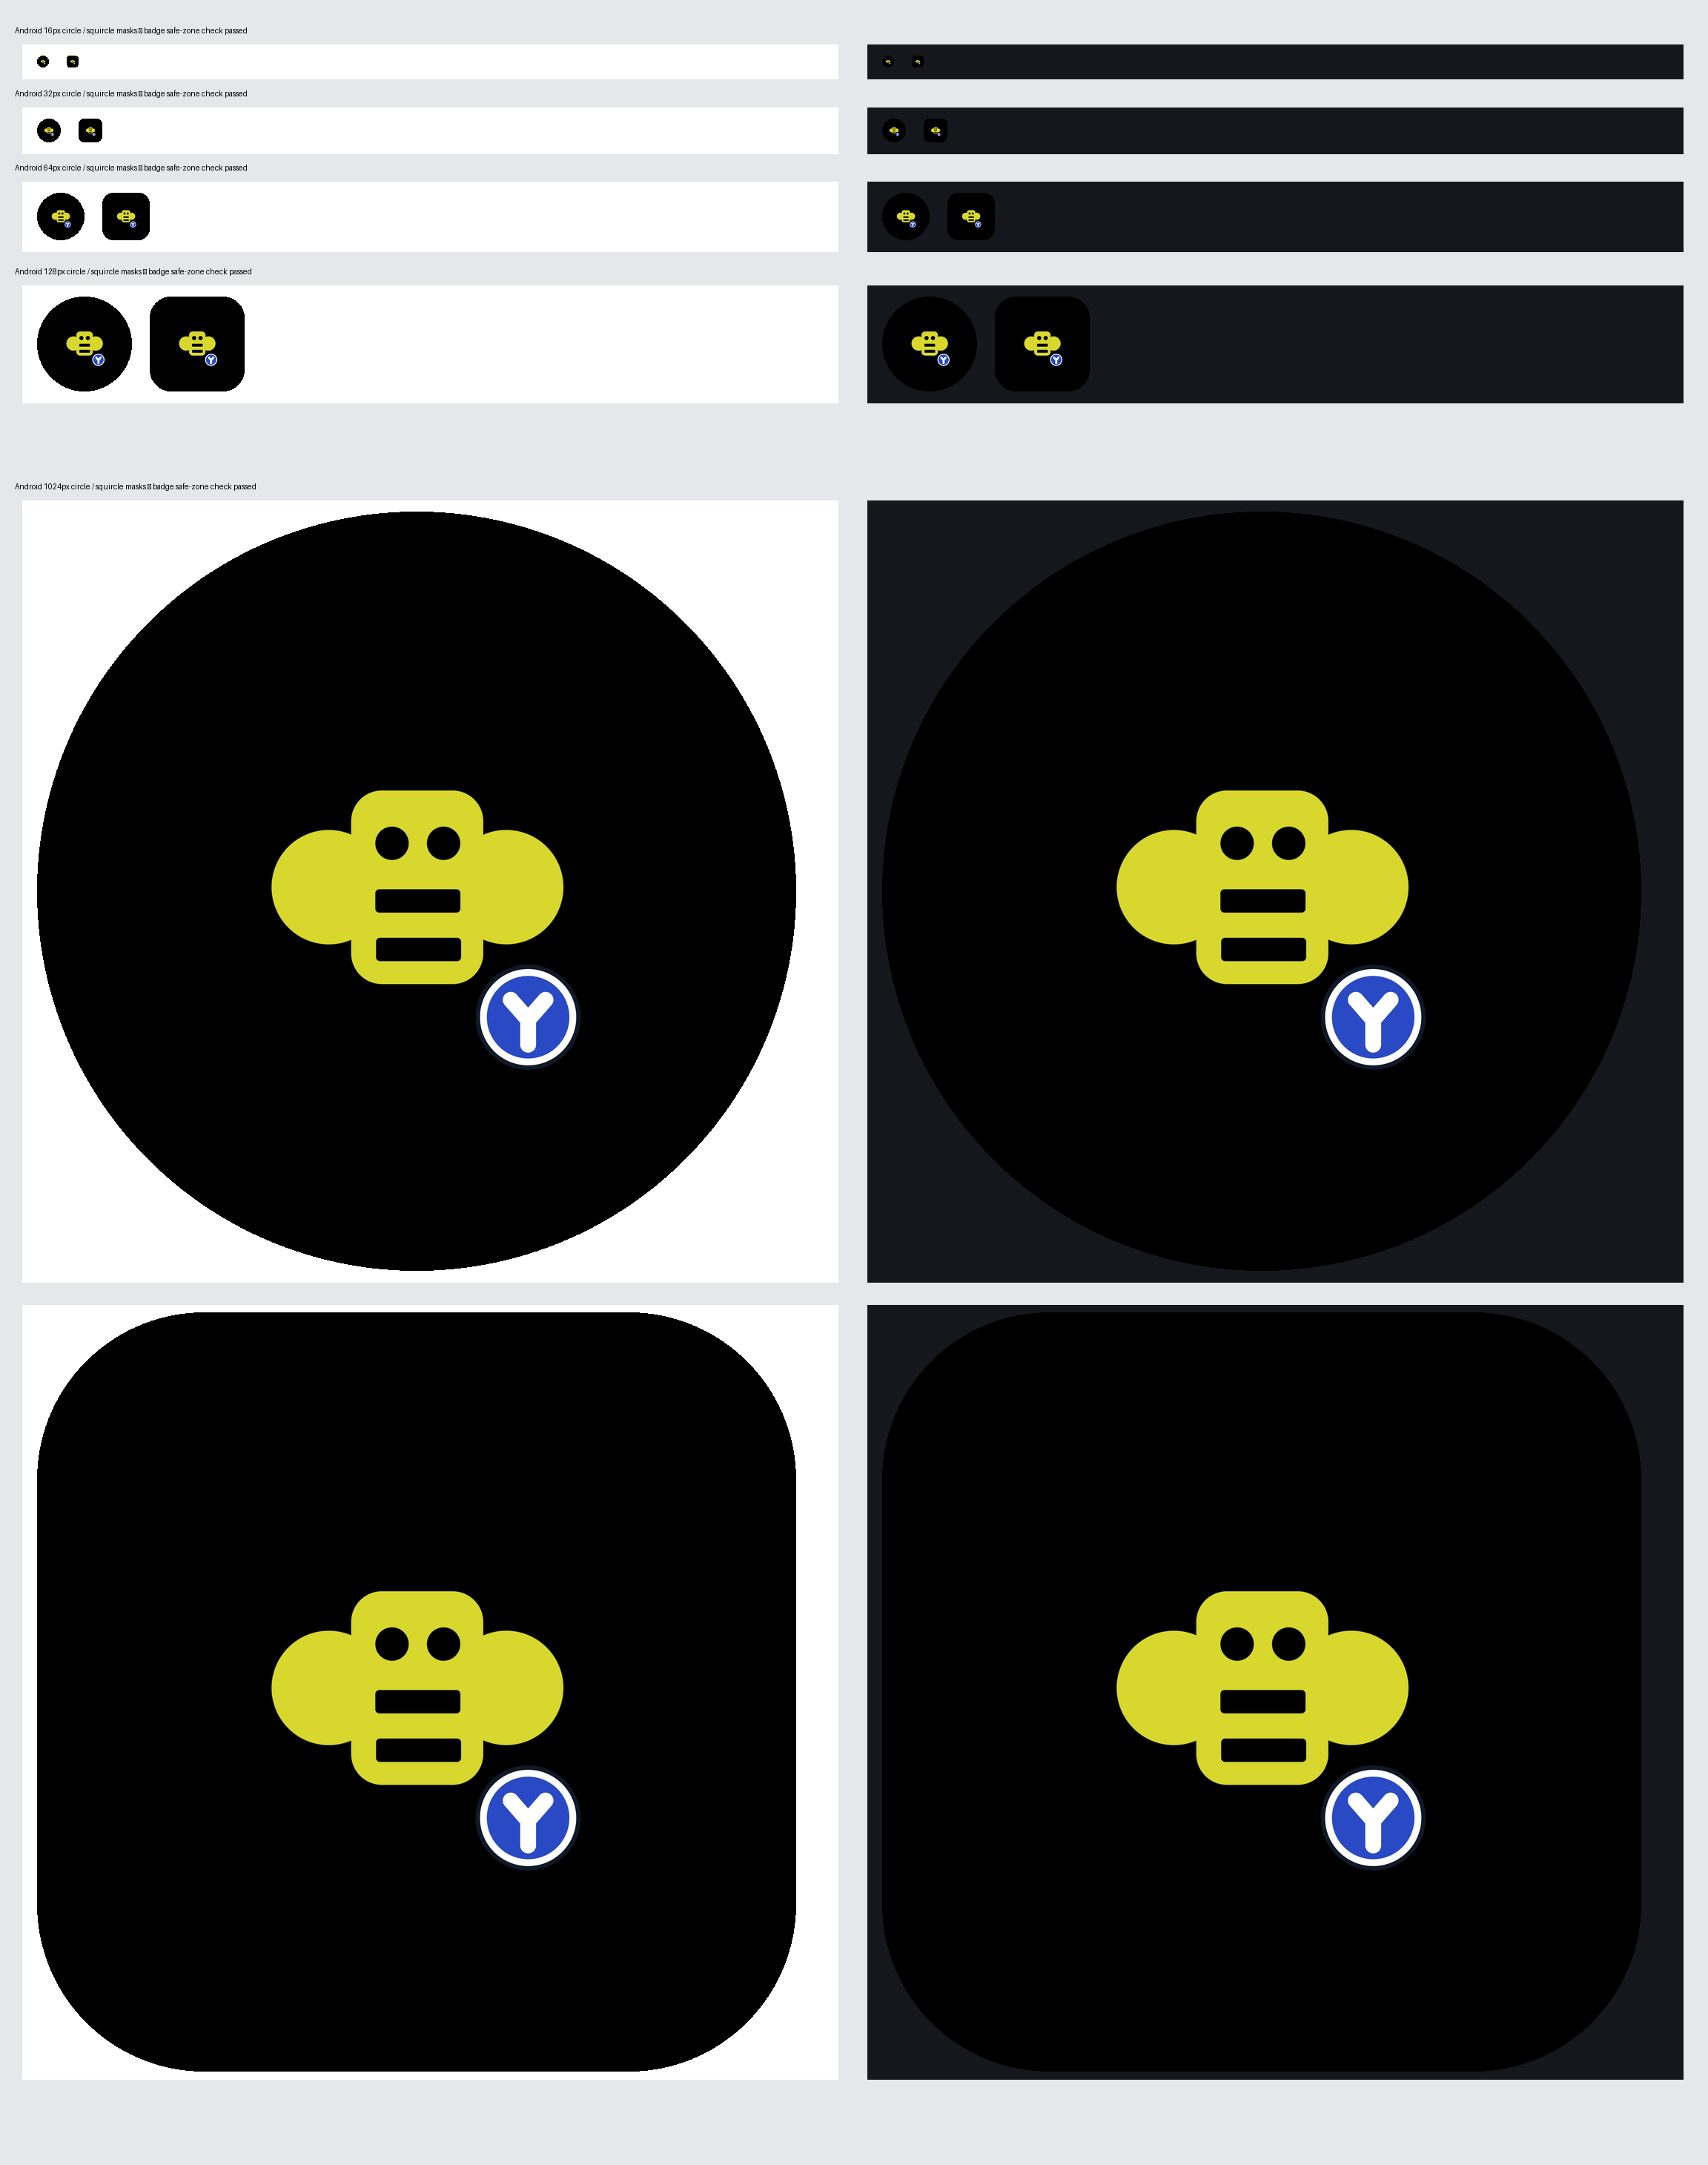 Android 16px circle / squircle masks ▯ badge safe-zone check passed
Android 32px circle / squircle masks ▯ badge safe-zone check passed
Android 64px circle / squircle masks ▯ badge safe-zone check passed
Y Y Y Y
Android 128px circle / squircle masks ▯ badge safe-zone check passed
Y Y Y Y
Android 1024px circle / squircle masks ▯ badge safe-zone check passed
Y Y
Y Y